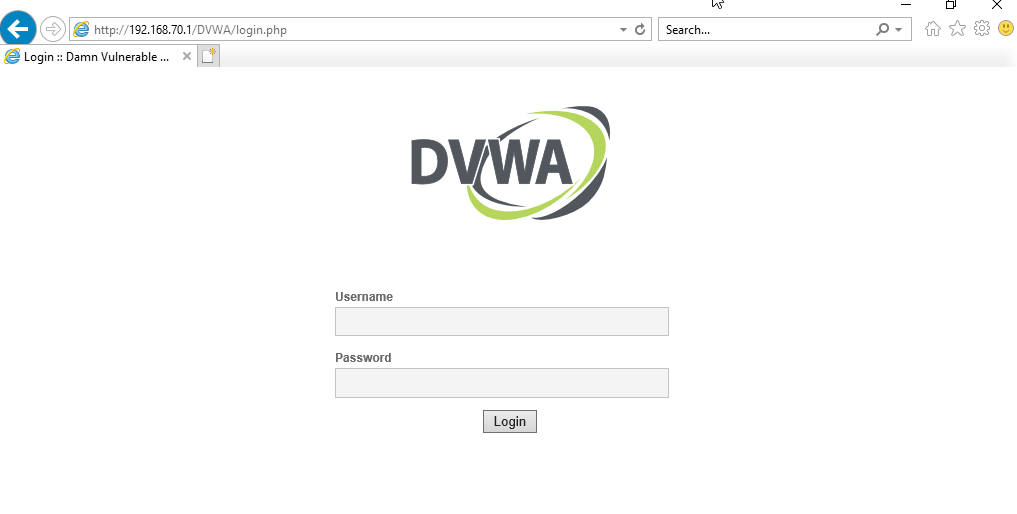 http://192.168.70.1/DVWA/login.php
Search...
Login :: Damn Vulnerable ...
DVWA
Username
Password
Login